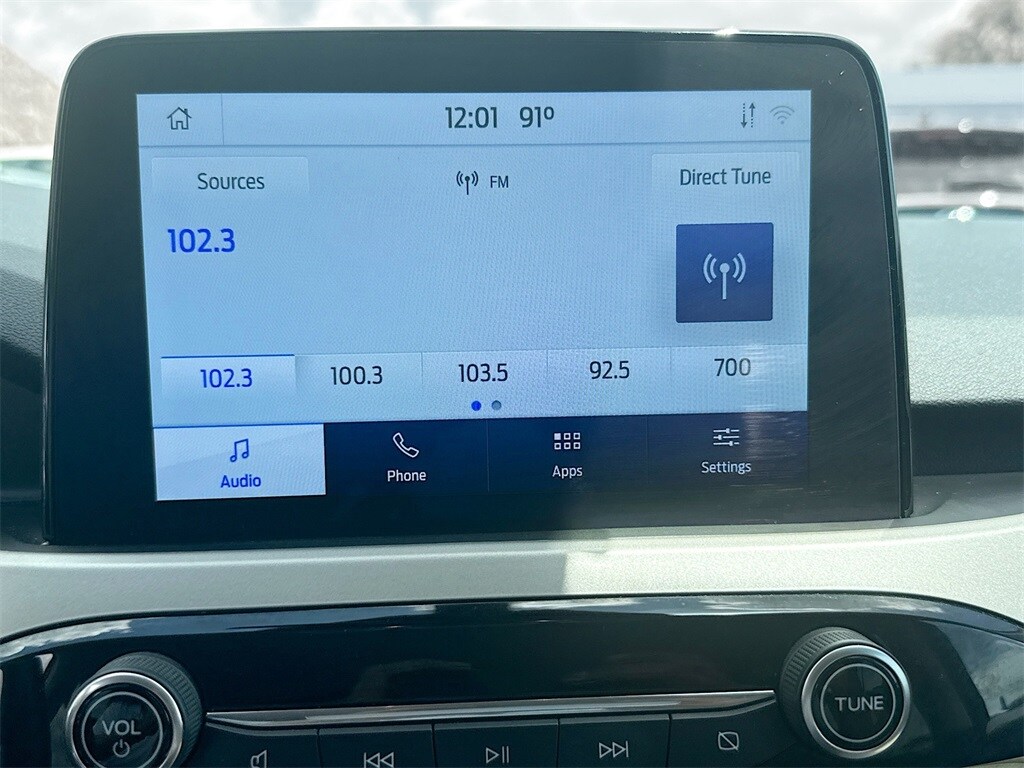 12:01 91º
Sources FM Direct Tune
102.3
102.3 100.3 103.5 92.5 700
Audio Phone Apps Settings
VOL TUNE